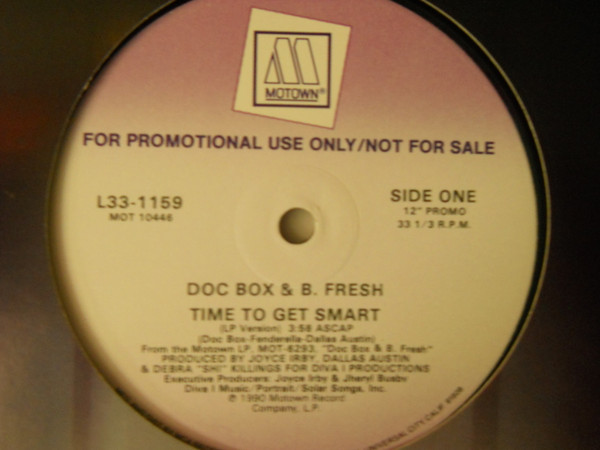 MOTOWN®
FOR PROMOTIONAL USE ONLY/NOT FOR SALE
L33-1159
MOT 10446
SIDE ONE
12" PROMO
33 1/3 R.P.M.
DOC BOX & B. FRESH
TIME TO GET SMART
(LP Version) 3:58 ASCAP
(Doc Box-Fenderella-Dallas Austin)
From the Motown LP, MOT-6293, "Doc Box & B. Fresh"
PRODUCED BY JOYCE IRBY, DALLAS AUSTIN
& DEBRA "SHI" KILLINGS FOR DIVA I PRODUCTIONS
Executive Producers: Joyce Irby & Jheryl Busby
Diva I Music/Portrait/Solar Songs, Inc.
℗ 1990 Motown Record
Company, L.P.
CITY CALIF.